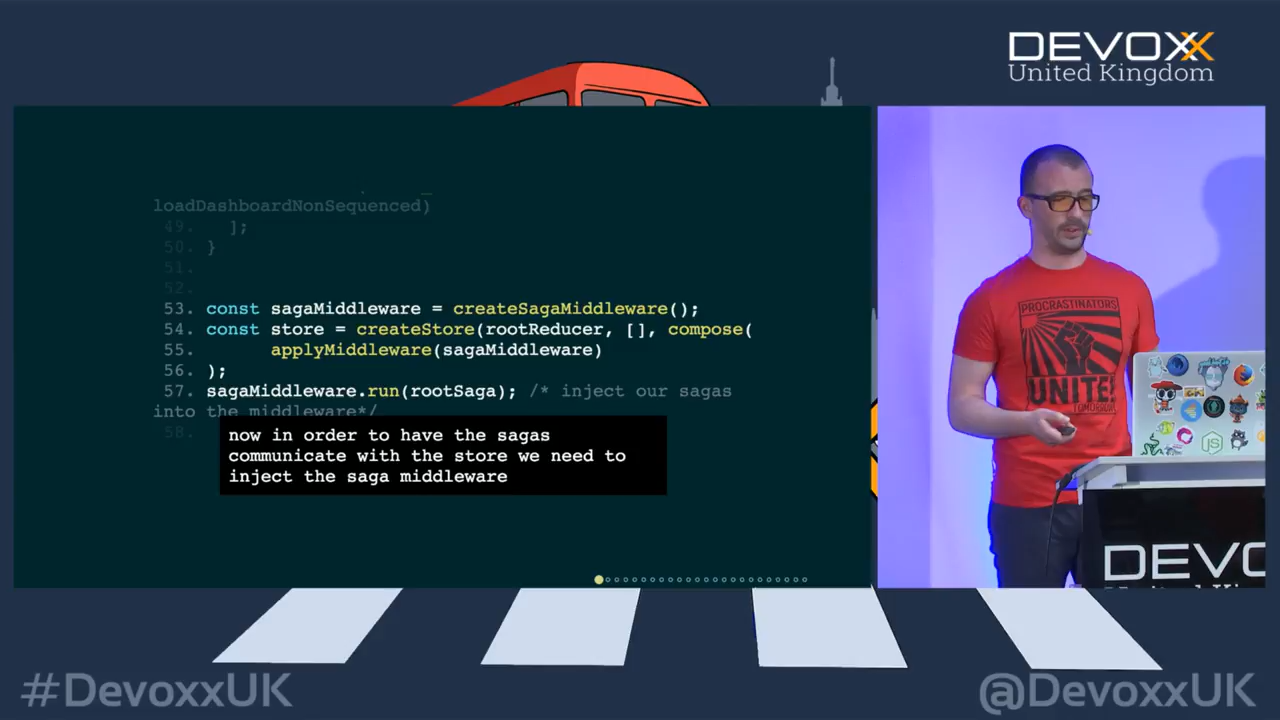 DEVOXX
United Kingdom
loadDashboardNonSequenced)
49. ];
50. }
51.
52.
53. const sagaMiddleware = createSagaMiddleware();
54. const store = createStore(rootReducer, [], compose(
55. applyMiddleware(sagaMiddleware)
56. );
57. sagaMiddleware.run(rootSaga); /* inject our sagas
into the middleware*/
58.
now in order to have the sagas
communicate with the store we need to
inject the saga middleware
PROCRASTINATORS
UNITE!
TOMORROW
JS
DEVO
#DevoxxUK
@DevoxxUK